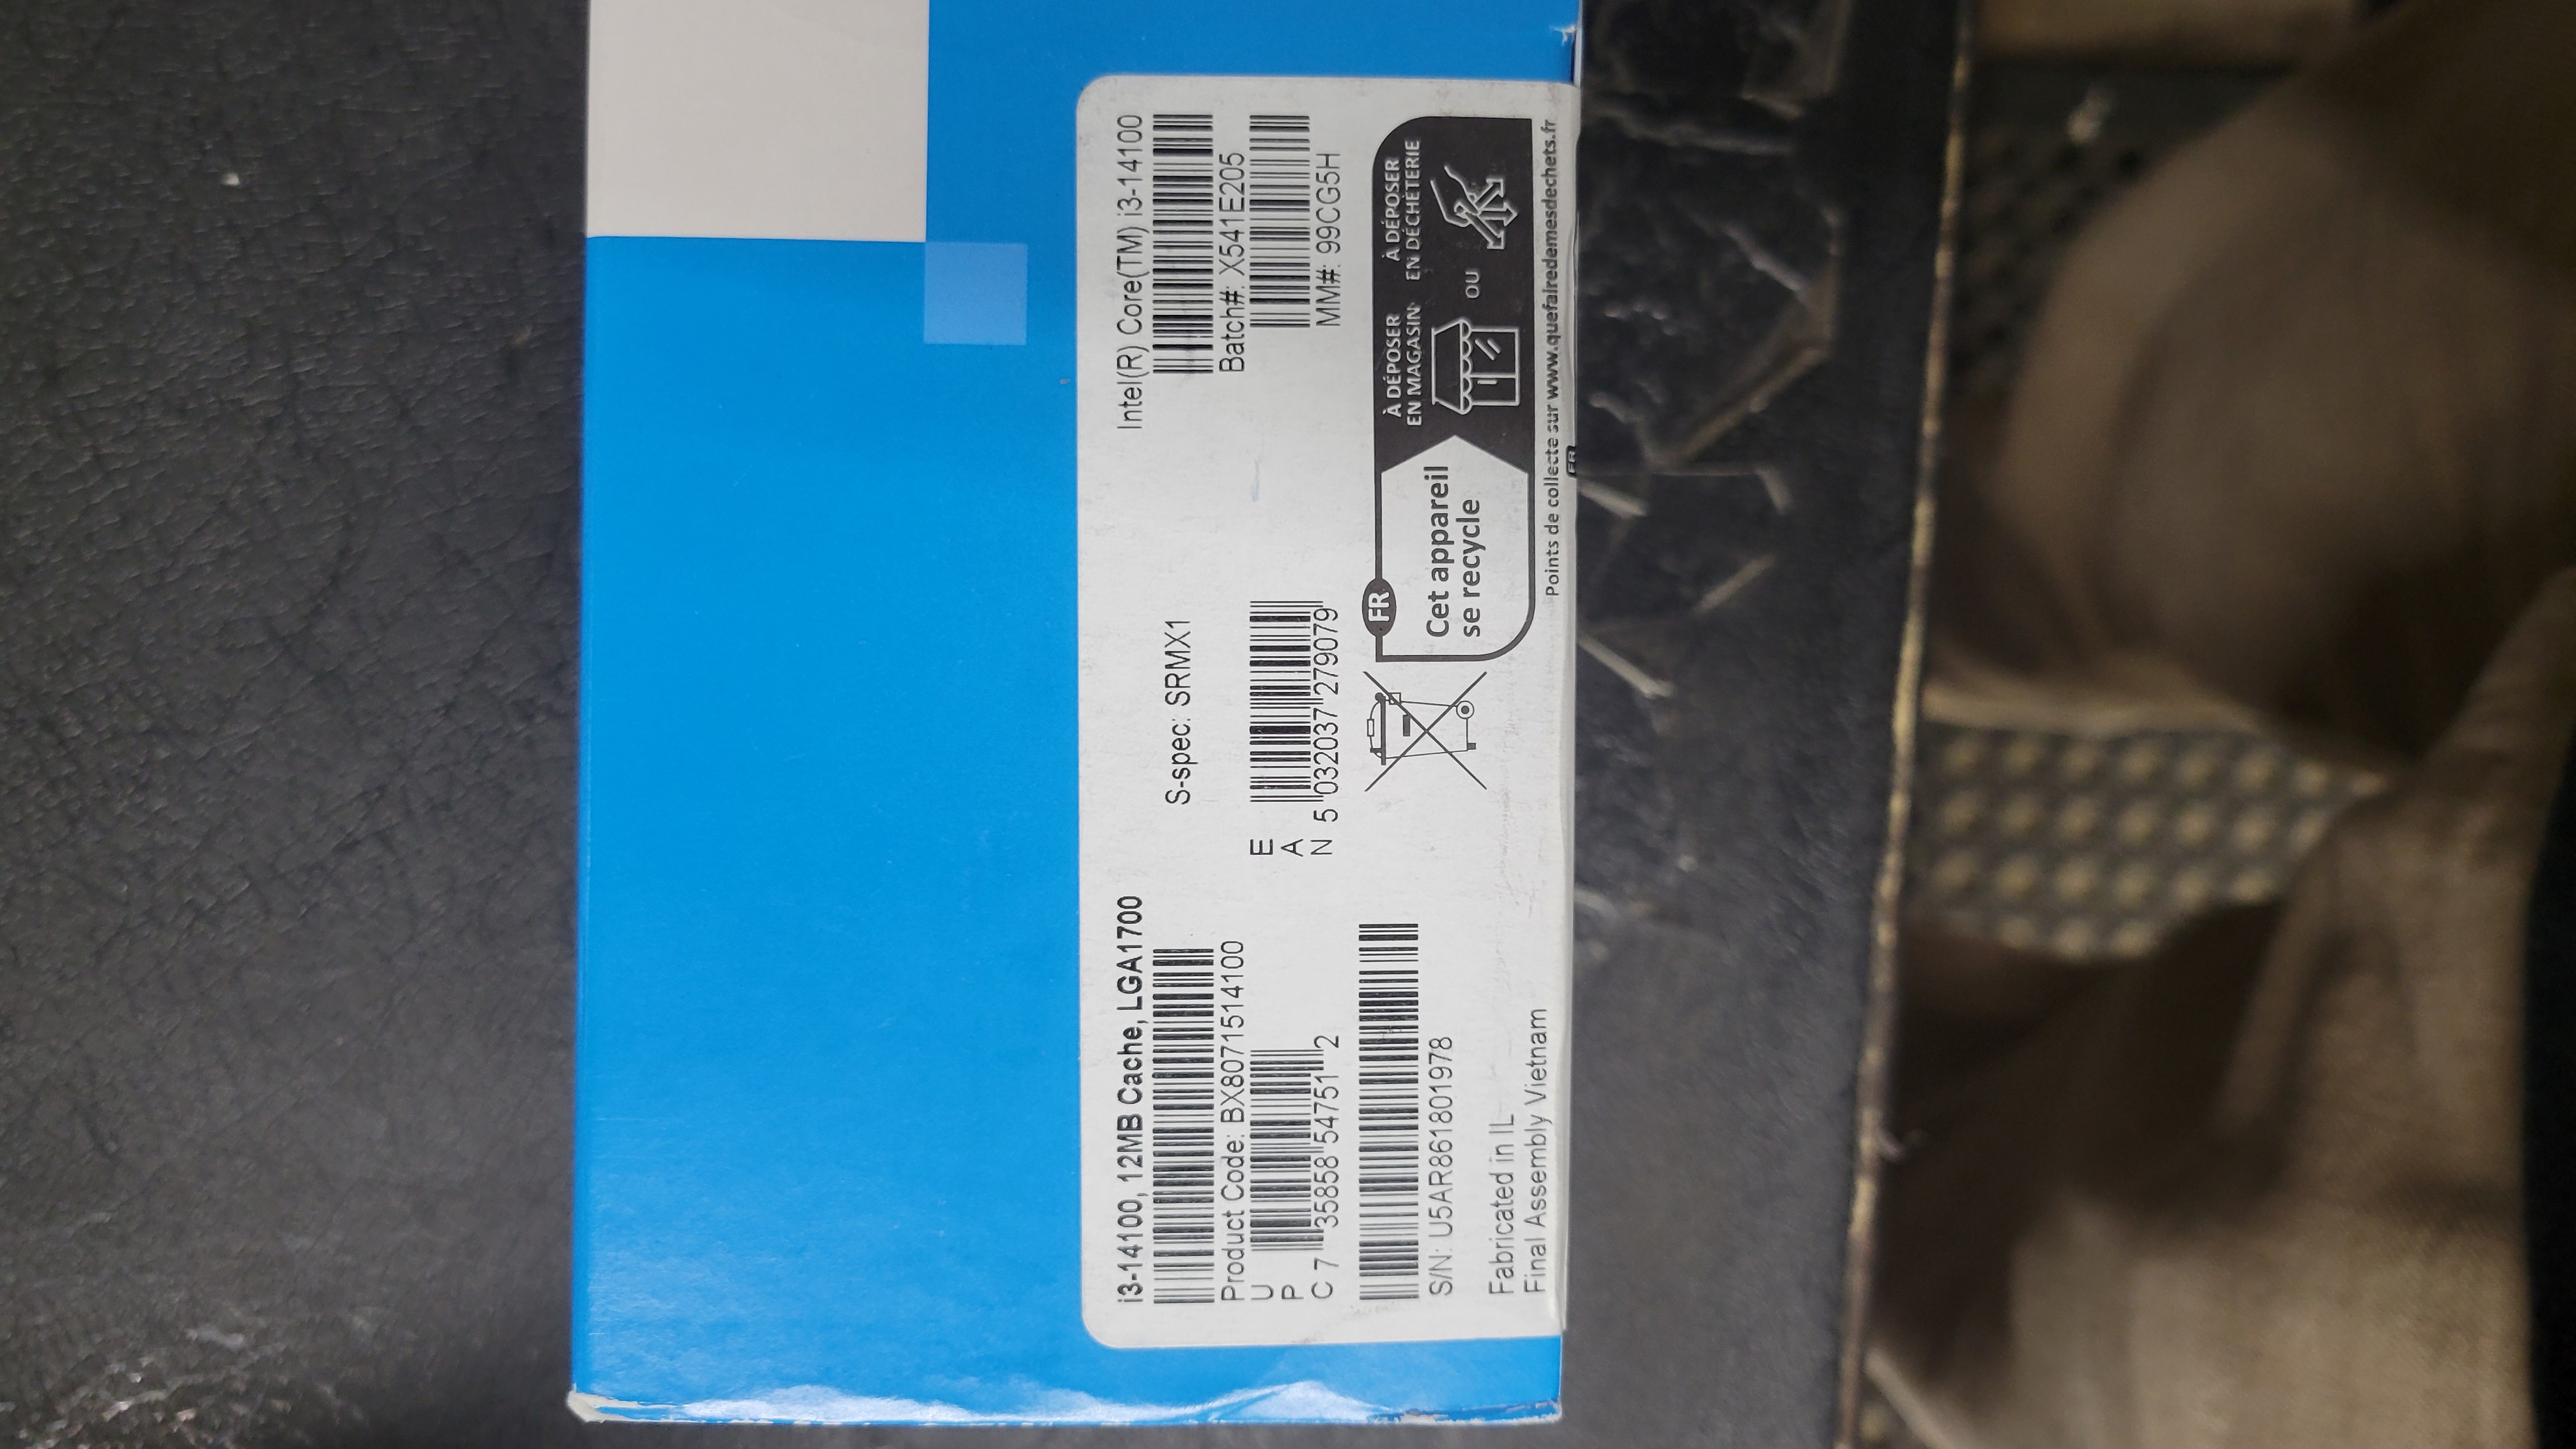 i3-14100, 12MB Cache, LGA1700
Product Code: BX8071514100
U
P
C 7 35858 54751 2
S/N: U5AR861801978
Fabricated in IL
Final Assembly Vietnam
S-spec: SRMX1
E
A
N 5 032037 279079
Intel(R) Core(TM) i3-14100
Batch#: X541E205
MM#: 99CG5H
FR
Cet appareil
se recycle
À DÉPOSER
EN MAGASIN
OU
À DÉPOSER
EN DÉCHÈTERIE
Points de collecte sur www.quefairedemesdechets.fr
FR